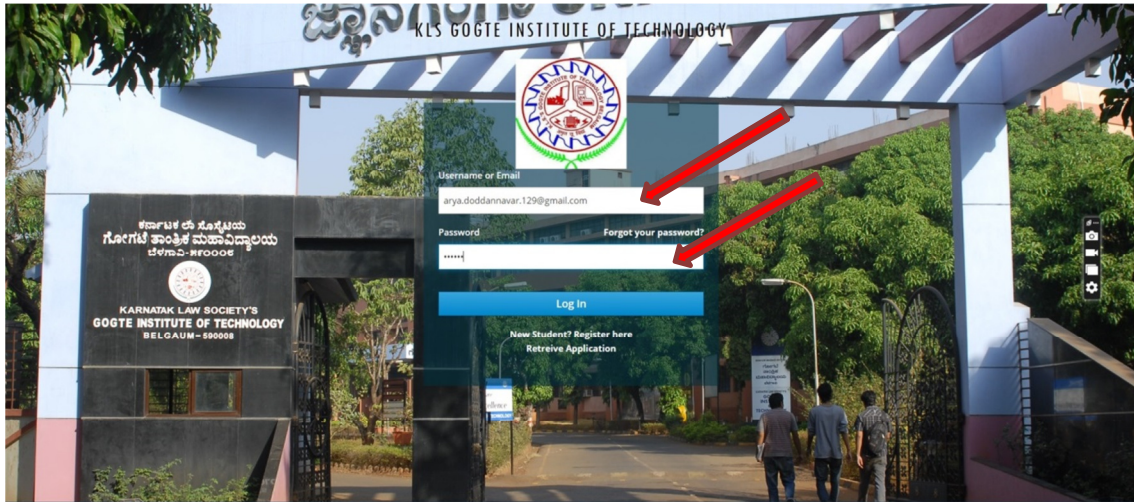 KLS GOGTE INSTITUTE OF TECHNOLOGY
Username or Email
arya.doddannavar.129@gmail.com
Password
Forgot your password?
••••••
Log In
New Student? Register here
Retreive Application
ಕರ್ನಾಟಕ ಲಾ ಸೊಸೈಟಿಯ
ಗೋಗಟೆ ತಾಂತ್ರಿಕ ಮಹಾವಿದ್ಯಾಲಯ
ಬೆಳಗಾವಿ-೫೯೦೦೦೮
KARNATAK LAW SOCIETY'S
GOGTE INSTITUTE OF TECHNOLOGY
BELGAUM-590008